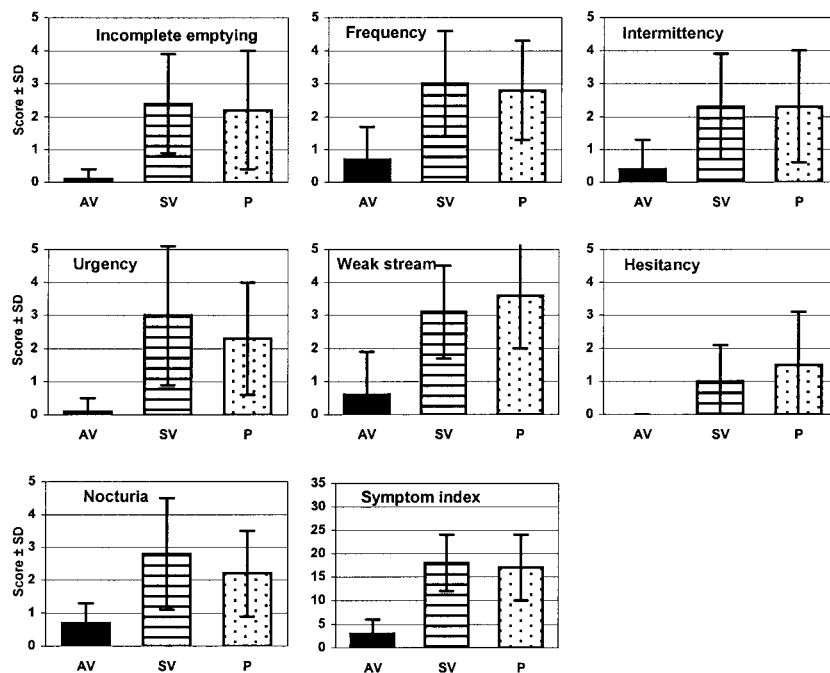 Incomplete emptying
Score ± SD
5
4
3
2
1
0
AV SV P
Frequency
5
4
3
2
1
0
AV SV P
Intermittency
5
4
3
2
1
0
AV SV P
Urgency
Score ± SD
5
4
3
2
1
0
AV SV P
Weak stream
5
4
3
2
1
0
AV SV P
Hesitancy
5
4
3
2
1
0
AV SV P
Nocturia
Score ± SD
5
4
3
2
1
0
AV SV P
Symptom index
35
30
25
20
15
10
5
0
AV SV P